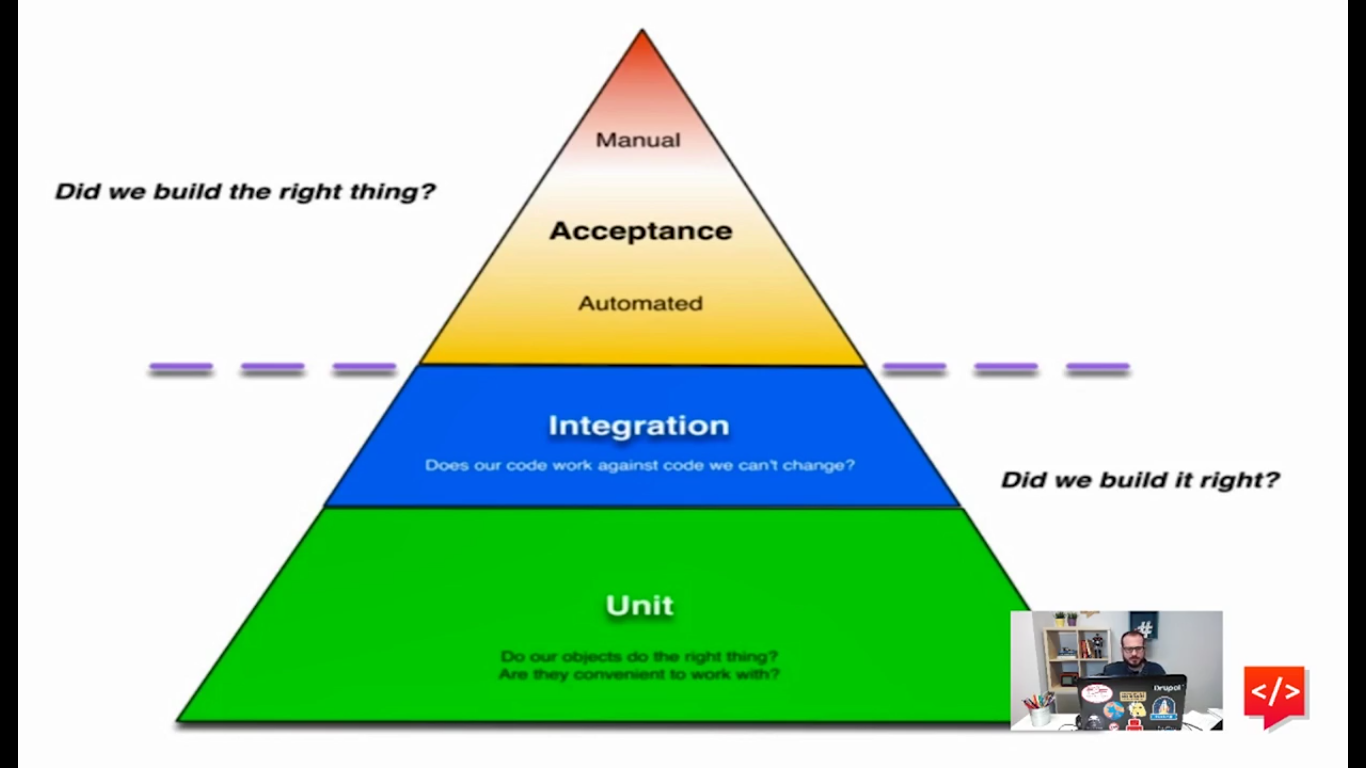 Manual
Did we build the right thing?
Acceptance
Automated
Integration
Does our code work against code we can't change?
Did we build it right?
Unit
Do our objects do the right thing?
Are they convenient to work with?
#
Drupal
</>